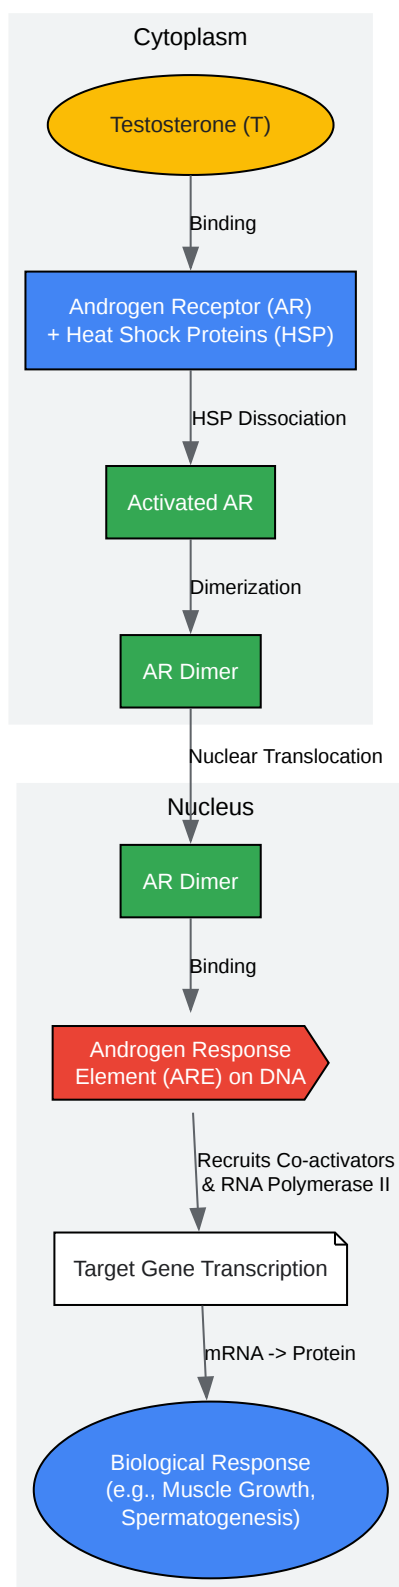 Cytoplasm
Testosterone (T)
Binding
Androgen Receptor (AR)
+ Heat Shock Proteins (HSP)
HSP Dissociation
Activated AR
Dimerization
AR Dimer
Nuclear Translocation
Nucleus
AR Dimer
Binding
Androgen Response
Element (ARE) on DNA
Recruits Co-activators
& RNA Polymerase II
Target Gene Transcription
mRNA -> Protein
Biological Response
(e.g., Muscle Growth,
Spermatogenesis)